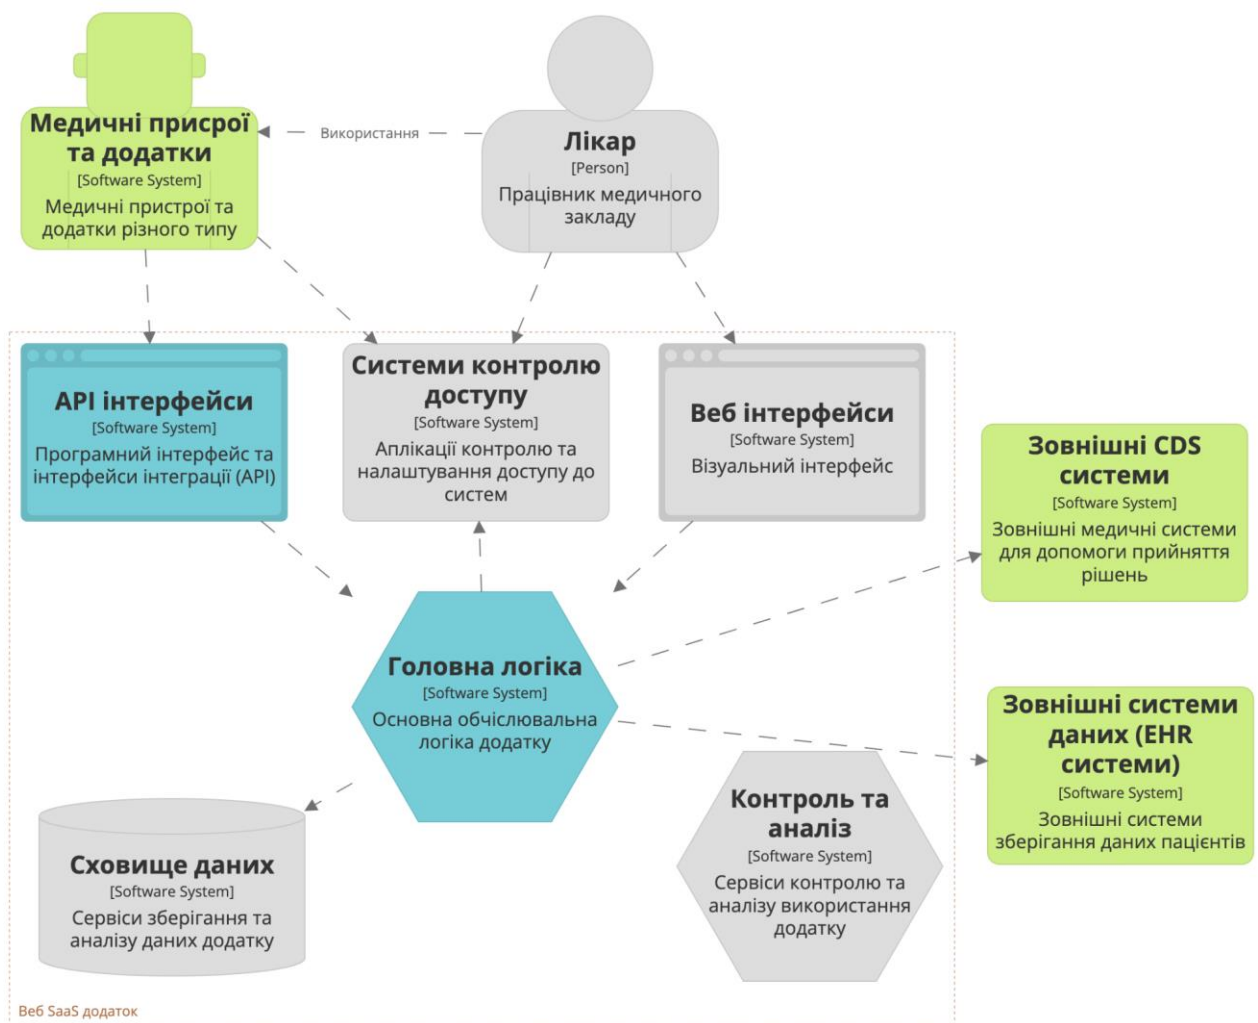 Медичні присрої
та додатки
[Software System]
Медичні пристрої та
додатки різного типу
Використання
Лікар
[Person]
Працівник медичного
закладу
API інтерфейси
[Software System]
Програмний інтерфейс та
інтерфейси інтеграції (API)
Системи контролю
доступу
[Software System]
Аплікації контролю та
налаштування доступу до
систем
Веб інтерфейси
[Software System]
Візуальний інтерфейс
Зовнішні CDS
системи
[Software System]
Зовнішні медичні системи
для допомоги прийняття
рішень
Головна логіка
[Software System]
Основна обчіслювальна
логіка додатку
Зовнішні системи
даних (EHR
системи)
[Software System]
Зовнішні системи
зберігання даних пацієнтів
Контроль та
аналіз
[Software System]
Сервіси контролю та
аналізу використання
додатку
Сховище даних
[Software System]
Сервіси зберігання та
аналізу даних додатку
Веб SaaS додаток